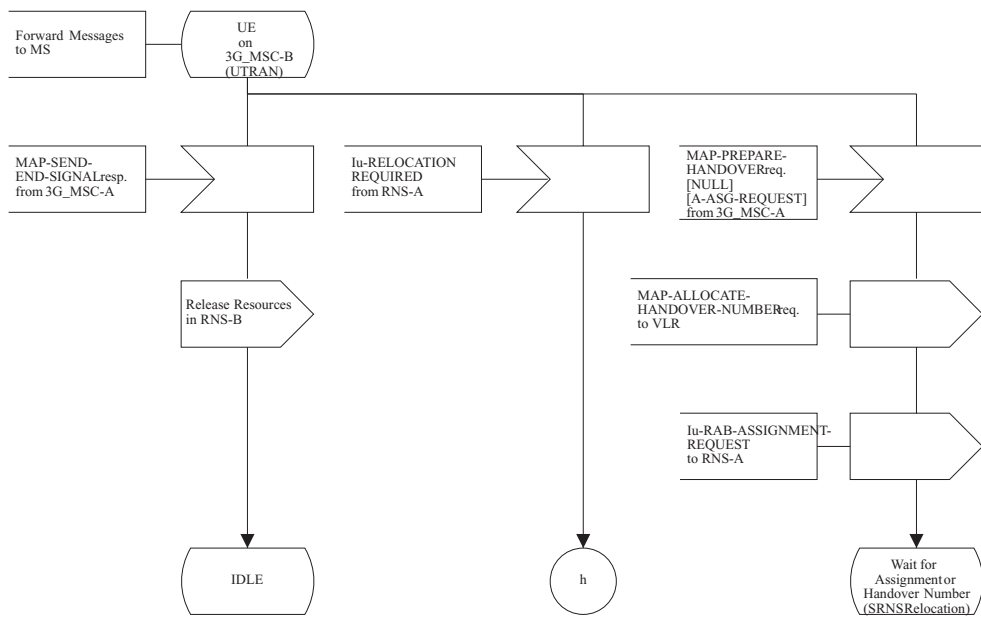 Forward Messages
to MS
UE
on
3G_MSC-B
(UTRAN)
MAP-SEND-
END-SIGNALresp.
from 3G_MSC-A
Iu-RELOCATION
REQUIRED
from RNS-A
MAP-PREPARE-
HANDOVERreq.
[NULL]
[A-ASG-REQUEST]
from 3G_MSC-A
Release Resources
in RNS-B
MAP-ALLOCATE-
HANDOVER-NUMBERreq.
to VLR
Iu-RAB-ASSIGNMENT-
REQUEST
to RNS-A
IDLE
h
Wait for
Assignment or
Handover Number
(SRNSRelocation)